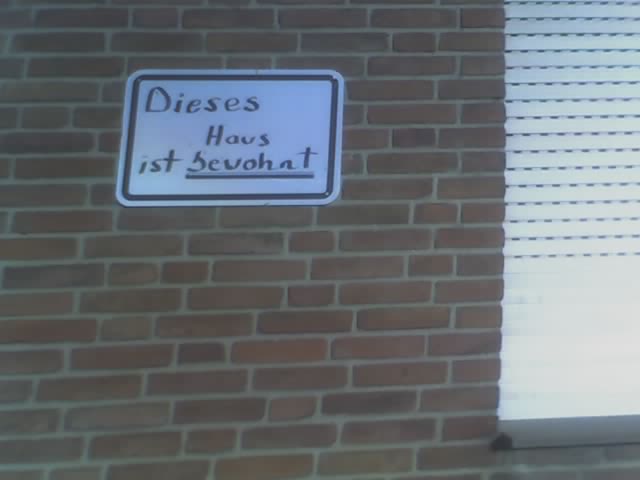 Dieses
Haus
ist bewohnt